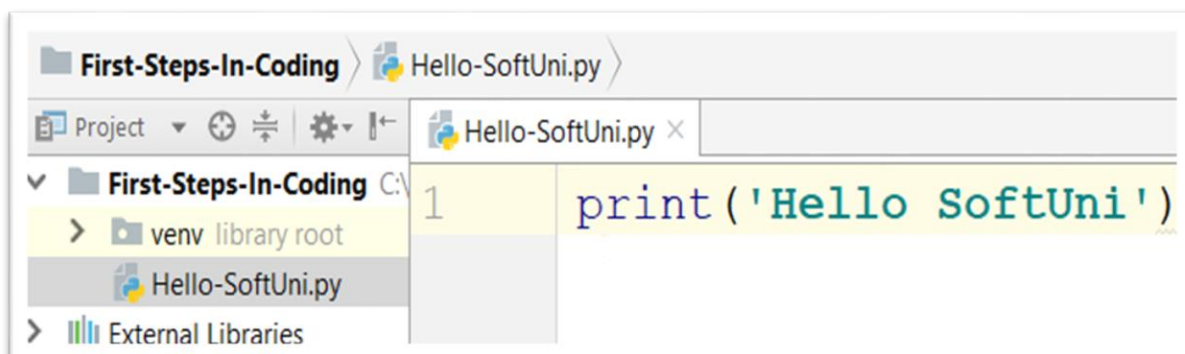 First-Steps-In-Coding Hello-SoftUni.py
Project
Hello-SoftUni.py
First-Steps-In-Coding C:\
venv library root
Hello-SoftUni.py
External Libraries
1 print('Hello SoftUni')